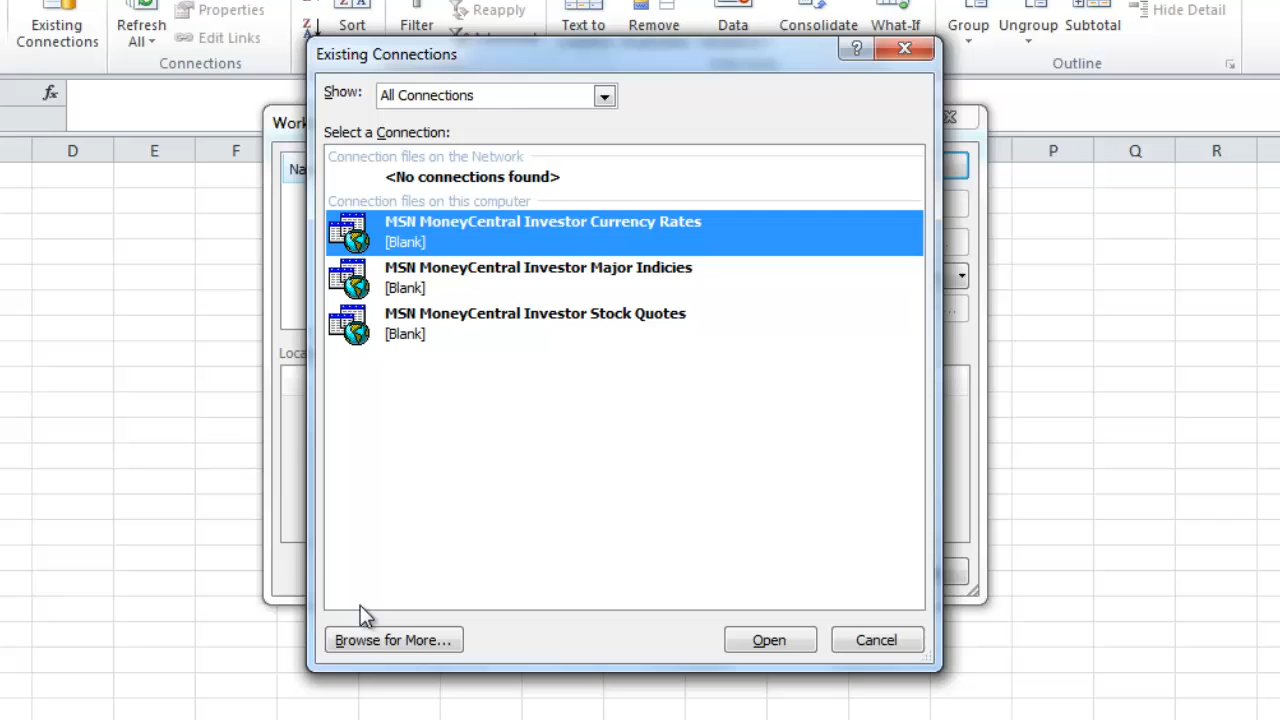 Properties
Reapply
Hide Detail
Existing
Connections
Refresh
All
Edit Links
Sort
Filter
Text to
Remove
Data
Consolidate
What-If
Group
Ungroup
Subtotal
Connections
Outline
Existing Connections
fx
Show:
All Connections
Work
Select a Connection:
D E F P Q R
Connection files on the Network
Na
<No connections found>
Connection files on this computer
MSN MoneyCentral Investor Currency Rates
[Blank]
MSN MoneyCentral Investor Major Indicies
[Blank]
MSN MoneyCentral Investor Stock Quotes
[Blank]
Loca
Browse for More...
Open
Cancel